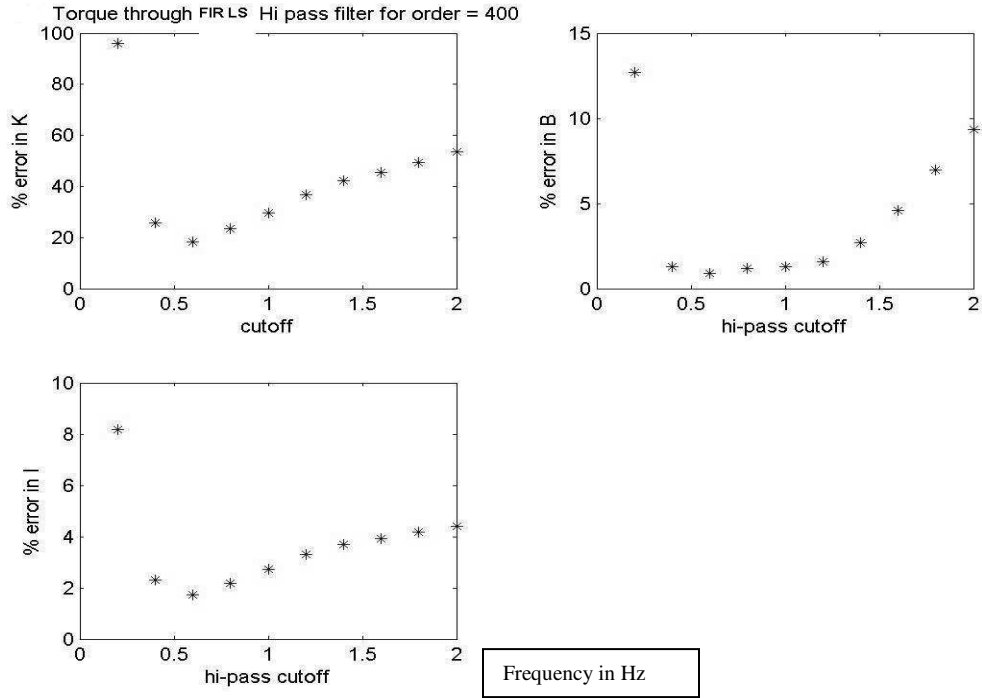 Torque through FIR LS Hi pass filter for order = 400
100
80
60
40
20
0
% error in K
0 0.5 1 1.5 2
cutoff
15
10
5
0
% error in B
0 0.5 1 1.5 2
hi-pass cutoff
10
8
6
4
2
0
% error in I
0 0.5 1 1.5 2
hi-pass cutoff
Frequency in Hz